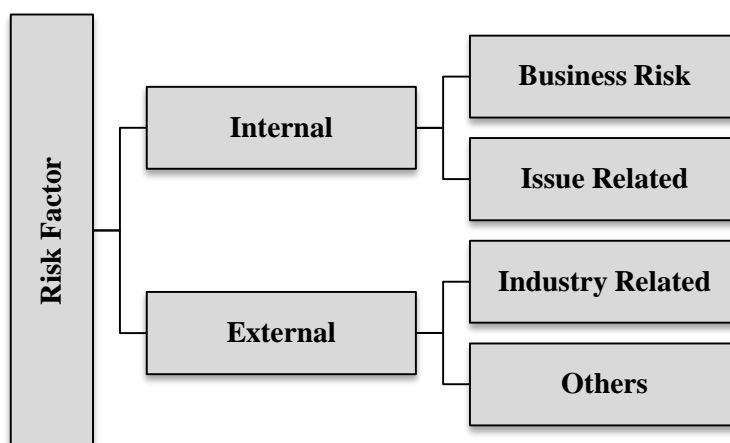 Risk Factor
Internal
Business Risk
Issue Related
External
Industry Related
Others